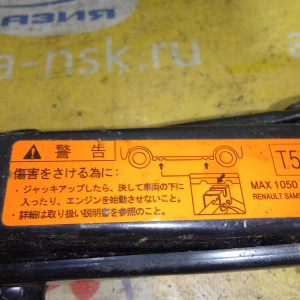 АЗИЯ
a-nsk.ru
警告
傷害をさける為に:
・ジャッキアップしたら、決して車両の下に
入ったり、エンジンを始動させないこと。
・詳細は取り扱い説明書を参照のこと。
T5
MAX 1050
RENAULT SAM